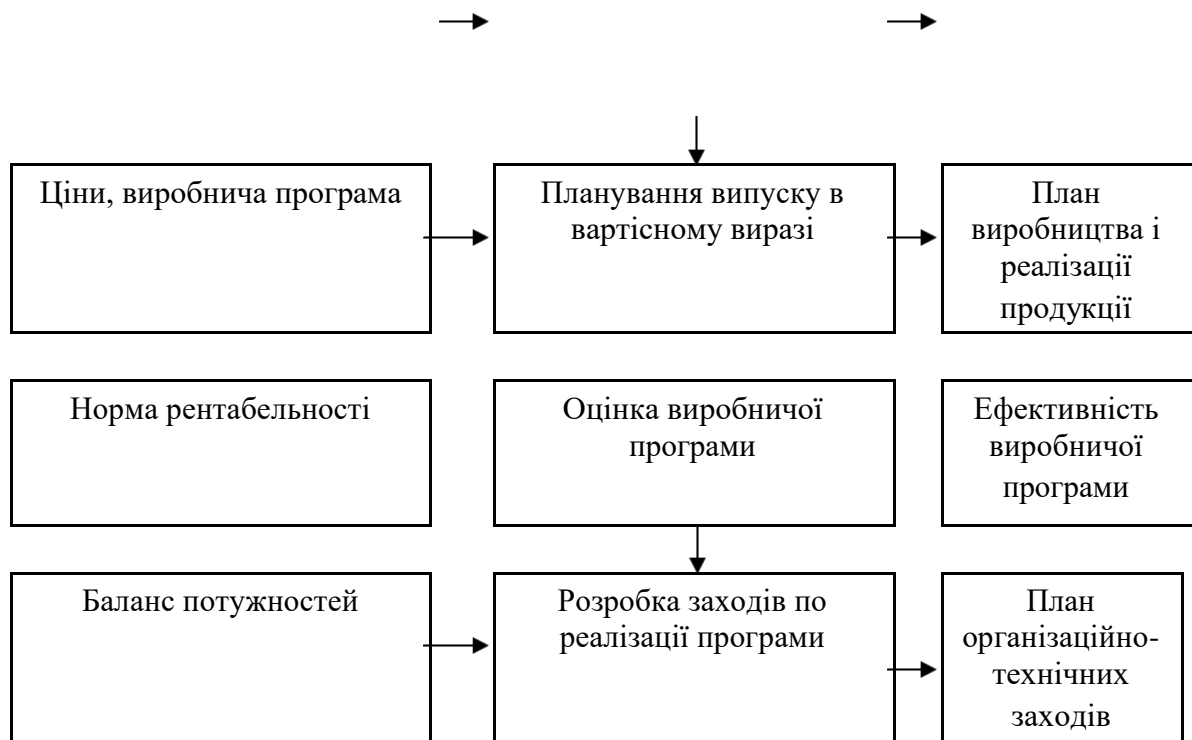 Ціни, виробнича програма
Планування випуску в
вартісному виразі
План
виробництва і
реалізації
продукції
Норма рентабельності
Оцінка виробничої
програми
Ефективність
виробничої
програми
Баланс потужностей
Розробка заходів по
реалізації програми
План
організаційно-
технічних
заходів